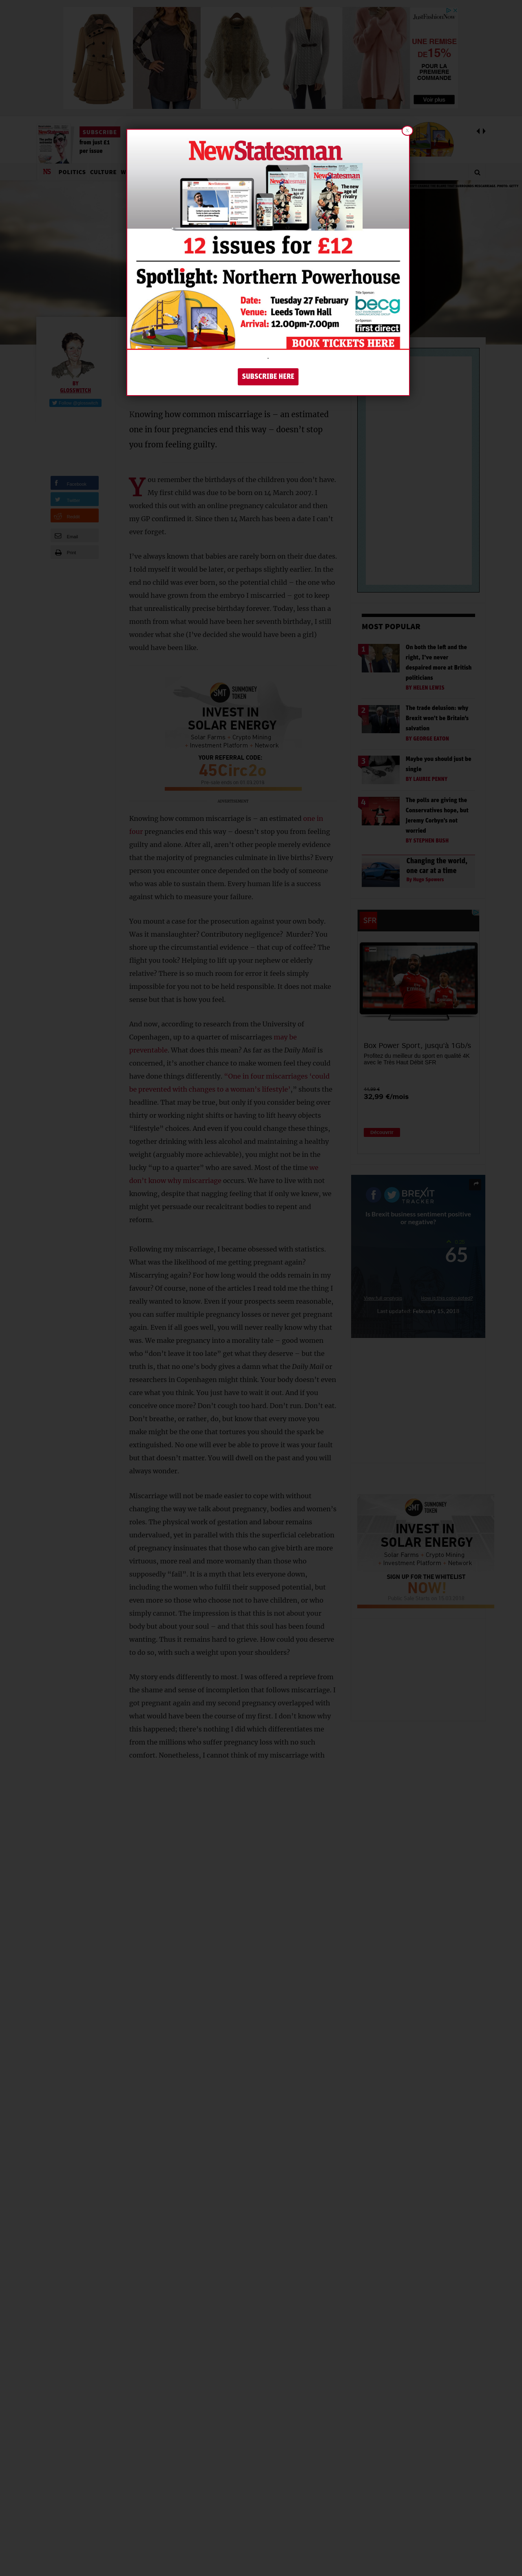 JustFashionNow
UNE REMISE
DE 15%
POUR LA
PREMIERE
COMMANDE
Voir plus
SUBSCRIBE
from just £1
per issue
NS POLITICS CULTURE W
NewStatesman
12 issues for £12
Spotlight: Northern Powerhouse
Date: Tuesday 27 February
Venue: Leeds Town Hall
Arrival: 12.00pm-7.00pm
becg
first direct
BOOK TICKETS HERE
SUBSCRIBE HERE
BY
GLOSSWITCH
Knowing how common miscarriage is – an estimated
one in four pregnancies end this way – doesn't stop
you from feeling guilty.
Facebook
Twitter
Reddit
Email
Print
You remember the birthdays of the children you don't have.
My first child was due to be born on 14 March 2007. I
worked this out with an online pregnancy calculator and then
my GP confirmed it. Since then 14 March has been a date I can't
ever forget.
I've always known that babies are rarely born on their due dates.
I told myself it would be later, or perhaps slightly earlier. In the
end no child was ever born, so the potential child – the one who
would have grown from the embryo I miscarried – got to keep
that unrealistically precise birthday forever. Today, less than a
month from what would have been her seventh birthday, I still
wonder what she (I've decided she would have been a girl)
would have been like.
SMT SUNMONEY
TOKEN
INVEST IN
SOLAR ENERGY
Solar Farms – Crypto Mining
– Investment Platform – Network
YOUR REFERRAL CODE:
45Circ2o
ADVERTISEMENT
Knowing how common miscarriage is – an estimated one in
four pregnancies end this way – doesn't stop you from feeling
guilty and alone. After all, aren't other people merely evidence
that the majority of pregnancies culminate in live births? Every
person you encounter once depended on the body of someone
who was able to sustain them. Every human life is a success
against which to measure your failure.
You mount a case for the prosecution against your own body.
Was it manslaughter? Contributory negligence? Murder? You
shore up the circumstantial evidence – that cup of coffee? The
flight you took? Helping to lift up your nephew or elderly
relative? There is so much room for error it feels simply
impossible for you not to be held responsible. It does not make
sense but that is how you feel.
And now, according to research from the University of
Copenhagen, up to a quarter of miscarriages may be
preventable. What does this mean? As far as the Daily Mail is
concerned, it's another chance to make women feel they could
have done things differently. "One in four miscarriages 'could
be prevented with changes to a woman's lifestyle'," shouts the
headline. That may be true, but only if you consider being over
thirty or working night shifts or having to lift heavy objects
"lifestyle" choices. And even if you could change these things,
together drinking with less alcohol and maintaining a healthy
weight (arguably more achievable), you might not be in the
lucky "up to a quarter" who are saved. Most of the time we
don't know why miscarriage occurs. We have to live with not
knowing, despite that nagging feeling that if only we knew, we
might yet persuade our recalcitrant bodies to repent and
reform.
Following my miscarriage, I became obsessed with statistics.
What was the likelihood of me getting pregnant again?
Miscarrying again? For how long would the odds remain in my
favour? Of course, none of the articles I read told me the thing I
really wanted to know. Even if your prospects seem reasonable,
you can suffer multiple pregnancy losses or never get pregnant
again. Even if all goes well, you will never really know why that
was. We make pregnancy into a morality tale – good women
who "don't leave it too late" get what they deserve – but the
truth is, that no one's body gives a damn what the Daily Mail or
researchers in Copenhagen might think. Your body doesn't even
care what you think. You just have to wait it out. And if you
conceive once more? Don't cough too hard. Don't run. Don't eat.
Don't breathe, or rather, do, but know that every move you
make might be the one that tortures you should the spark be
extinguished. No one will ever be able to prove it was your fault
but that doesn't matter. You will dwell on the past and you will
always wonder.
Miscarriage will not be made easier to cope with without
changing the way we talk about pregnancy, bodies and women's
roles. The physical work of gestation and labour remains
undervalued, yet in parallel with this the superficial celebration
of pregnancy insinuates that those who can give birth are more
virtuous, more real and more womanly than those who
supposedly "fail". It is a myth that lets everyone down,
including the women who fulfil their supposed potential, but
even more so those who choose not to have children, or who
simply cannot. The impression is that this is not about your
body but about your soul – and that this soul has been found
wanting. Thus it remains hard to grieve. How could you deserve
to do so, with such a weight upon your shoulders?
My story ends differently to most. I was offered a reprieve from
the shame and sense of incompletion that follows miscarriage. I
got pregnant again and my second pregnancy overlapped with
what would have been the course of my first. I don't know why
this happened; there's nothing I did which differentiates me
from the millions who suffer pregnancy loss with no such
comfort. Nonetheless, I cannot think of my miscarriage with
MOST POPULAR
1
On both the left and the
right, I've never
despaired more at British
politicians
BY HELEN LEWIS
2
The trade delusion: why
Brexit won't be Britain's
salvation
BY GEORGE EATON
3
Maybe you should just be
single
BY LAURIE PENNY
4
The polls are giving the
Conservatives hope, but
Jeremy Corbyn's not
worried
BY STEPHEN BUSH
Changing the world,
one car at a time
By Hugo Spowers
SFR
Box Power Sport, jusqu'à 1Gb/s
Profitez du meilleur du sport en qualité 4K
avec le Très Haut Débit SFR
32,99 €/mois
BREXIT
TRACKER
Is Brexit business sentiment positive
or negative?
65
Last updated: February 13, 2018
SMT SUNMONEY
TOKEN
INVEST IN
SOLAR ENERGY
Solar Farms – Crypto Mining
– Investment Platform – Network
SIGN UP FOR THE WHITELIST
NOW!